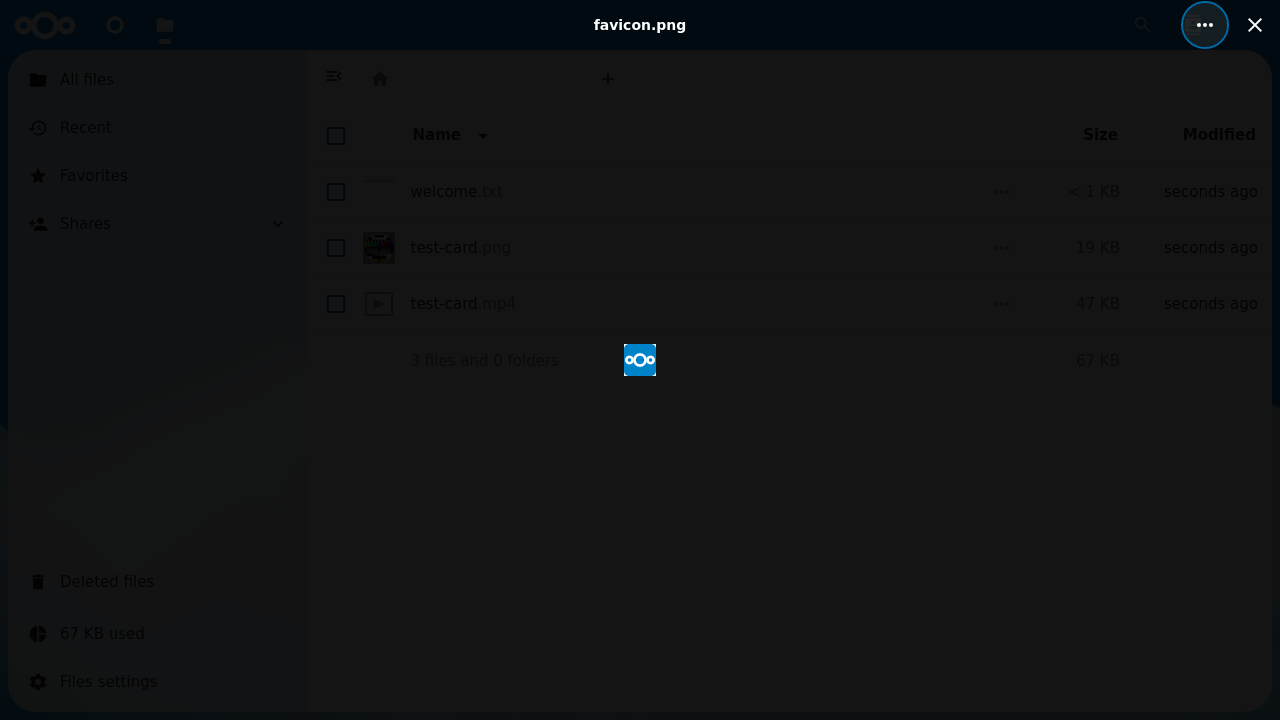 favicon.png
All files
Recent
Favorites
Shares
Name
Size
Modified
welcome.txt
< 1 KB
seconds ago
test-card.png
19 KB
seconds ago
test-card.mp4
47 KB
seconds ago
3 files and 0 folders
67 KB
Deleted files
67 KB used
Files settings